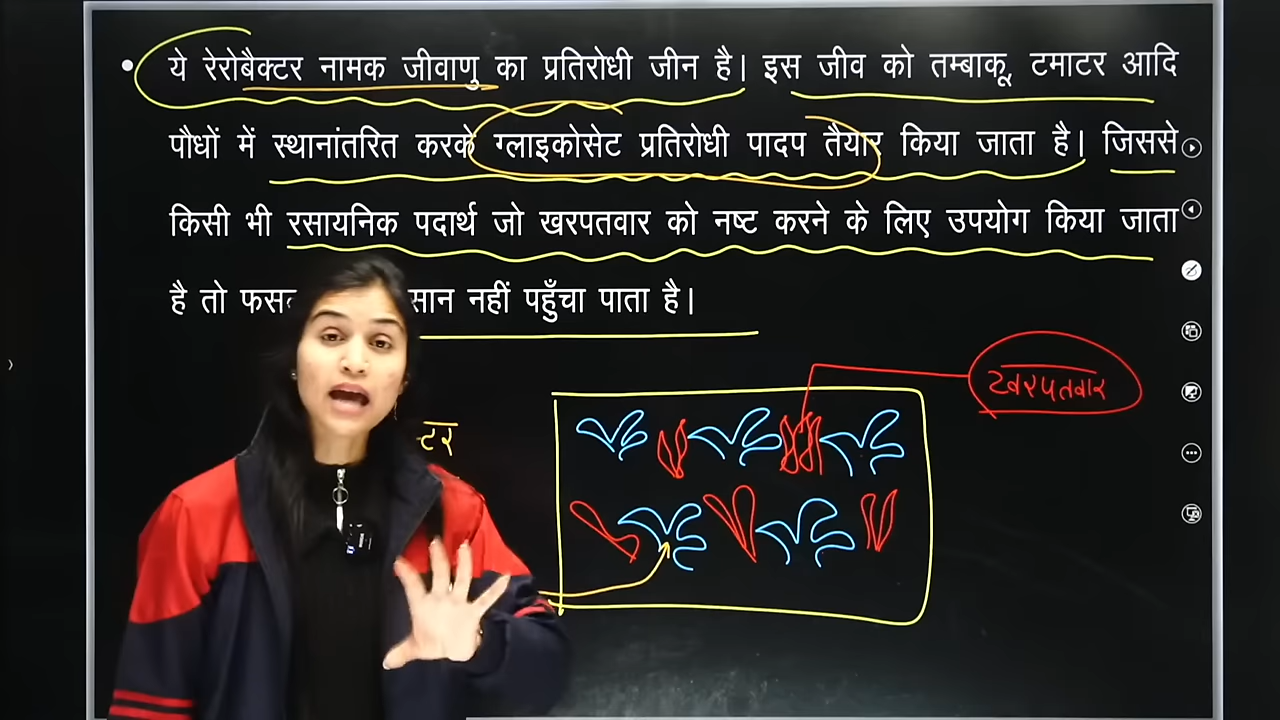 ये रेरोबैक्टर नामक जीवाणु का प्रतिरोधी जीन है। इस जीव को तम्बाकू, टमाटर आदि
पौधों में स्थानांतरित करके ग्लाइकोसेट प्रतिरोधी पादप तैयार किया जाता है। जिससे
किसी भी रसायनिक पदार्थ जो खरपतवार को नष्ट करने के लिए उपयोग किया जाता
है तो नहीं पहुँचा पाता है।
खरपतवार